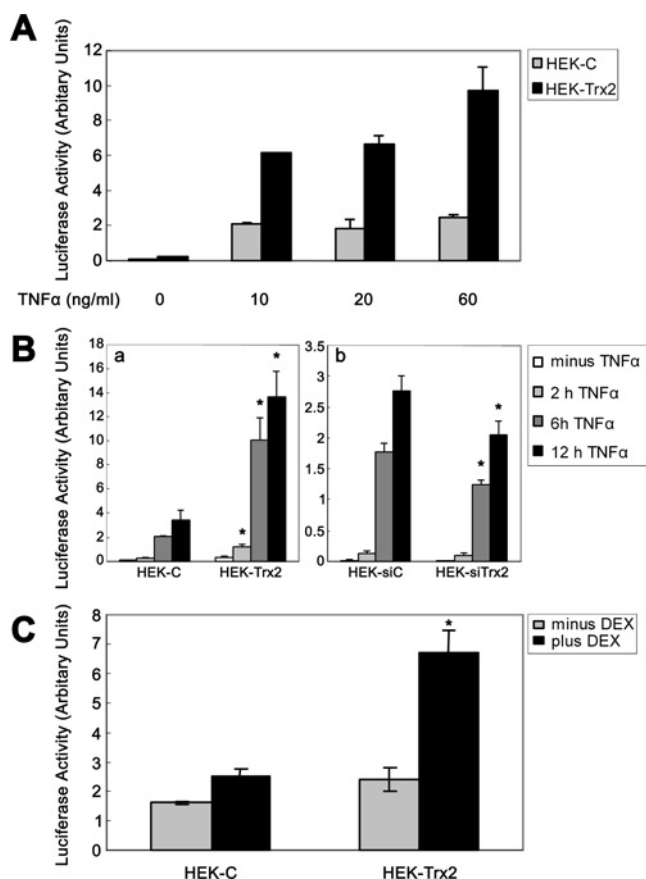 A
Luciferase Activity (Arbitary Units)
12
10
8
6
4
2
0
HEK-C
HEK-Trx2
TNFα (ng/ml) 0 10 20 60
B
Luciferase Activity (Arbitary Units)
a
18
16
14
12
10
8
6
4
2
0
*
*
*
HEK-C HEK-Trx2
b
3.5
3
2.5
2
1.5
1
0.5
0
*
*
HEK-siC HEK-siTrx2
minus TNFα
2 h TNFα
6h TNFα
12 h TNFα
C
Luciferase Activity (Arbitary Units)
8
7
6
5
4
3
2
1
0
*
minus DEX
plus DEX
HEK-C HEK-Trx2